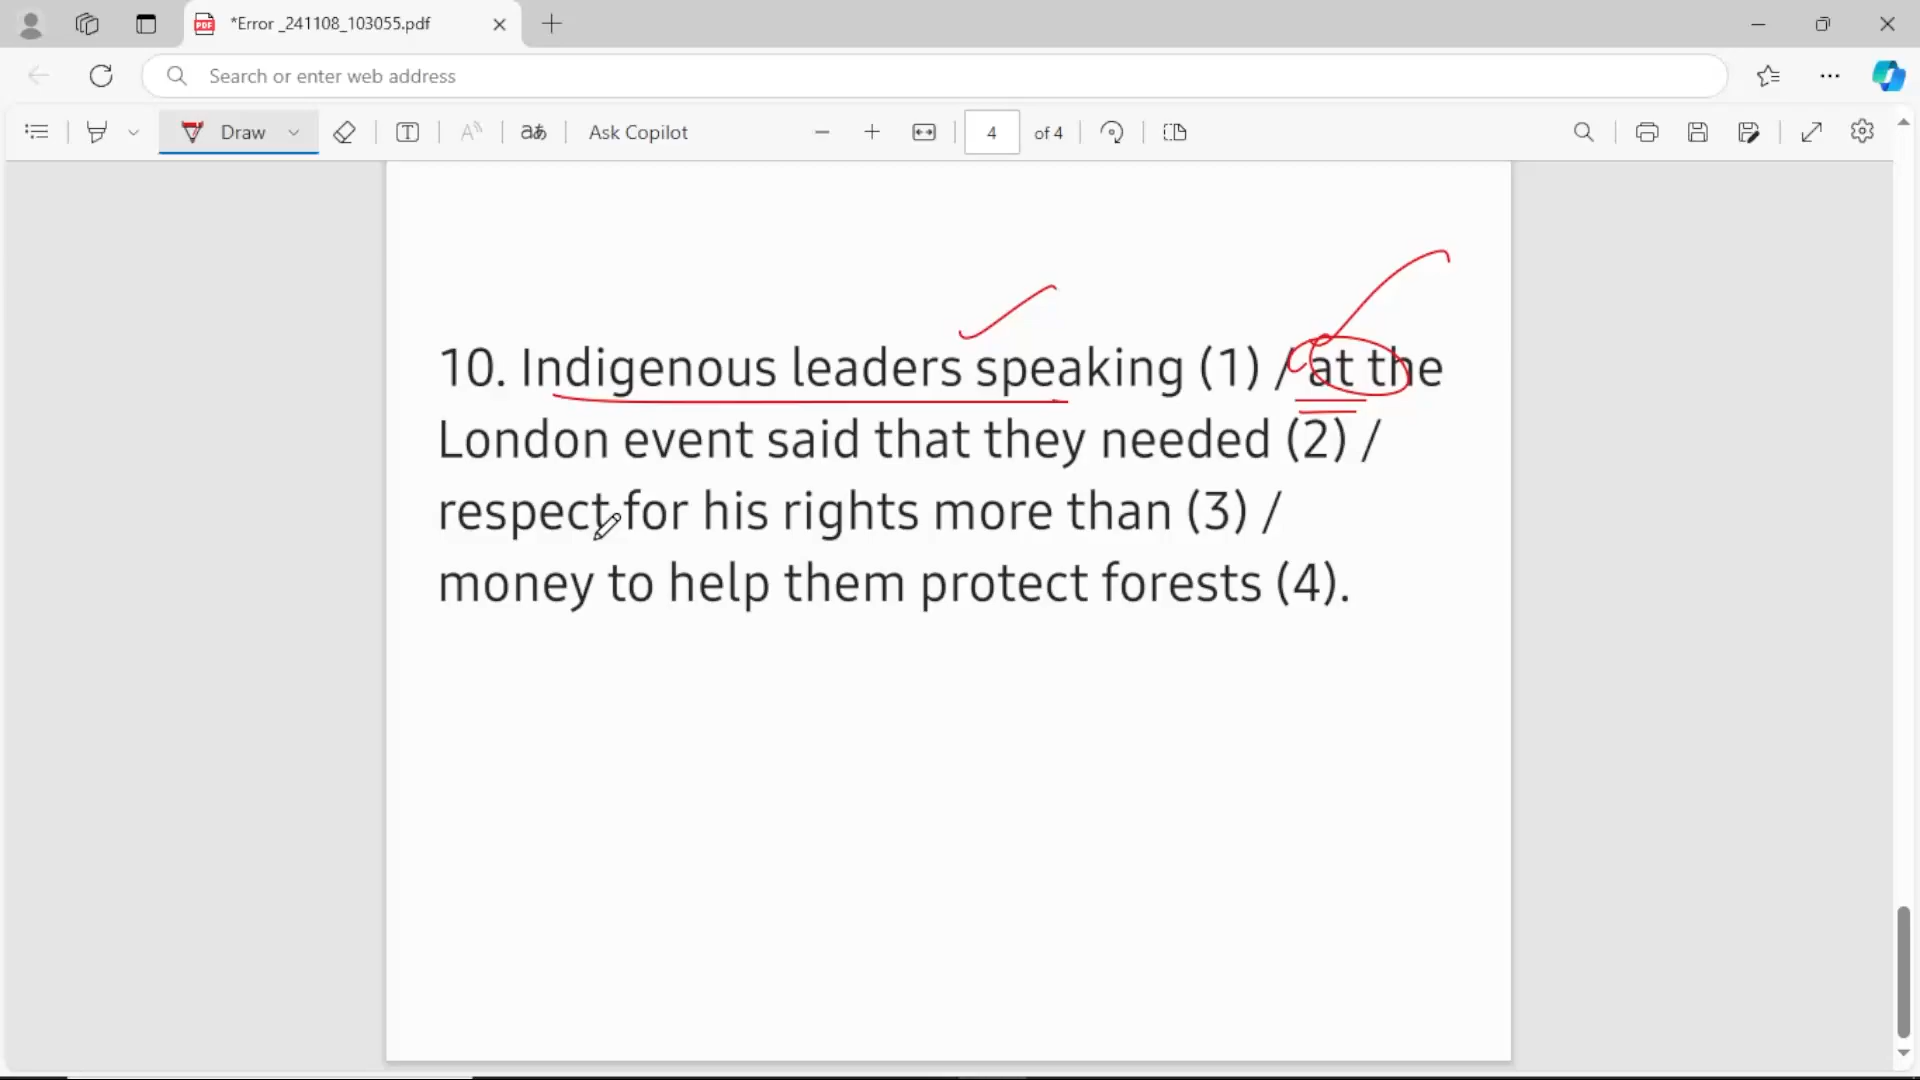 *Error _241108_103055.pdf
Search or enter web address
Draw
Ask Copilot
4 of 4
10. Indigenous leaders speaking (1) / at the
London event said that they needed (2) /
respect for his rights more than (3) /
money to help them protect forests (4).